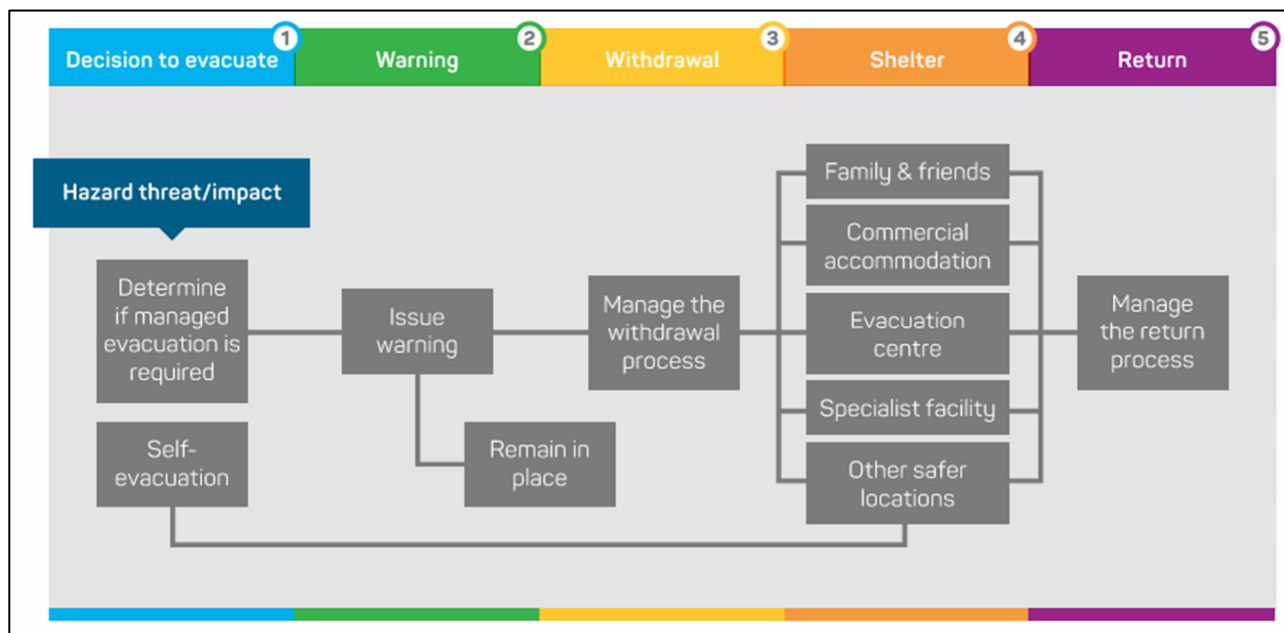 Decision to evacuate
1
Warning
2
Withdrawal
3
Shelter
4
Return
5
Hazard threat/impact
Determine
if managed
evacuation is
required
Self-
evacuation
Issue
warning
Remain in
place
Manage the
withdrawal
process
Family & friends
Commercial
accommodation
Evacuation
centre
Specialist facility
Other safer
locations
Manage
the return
process